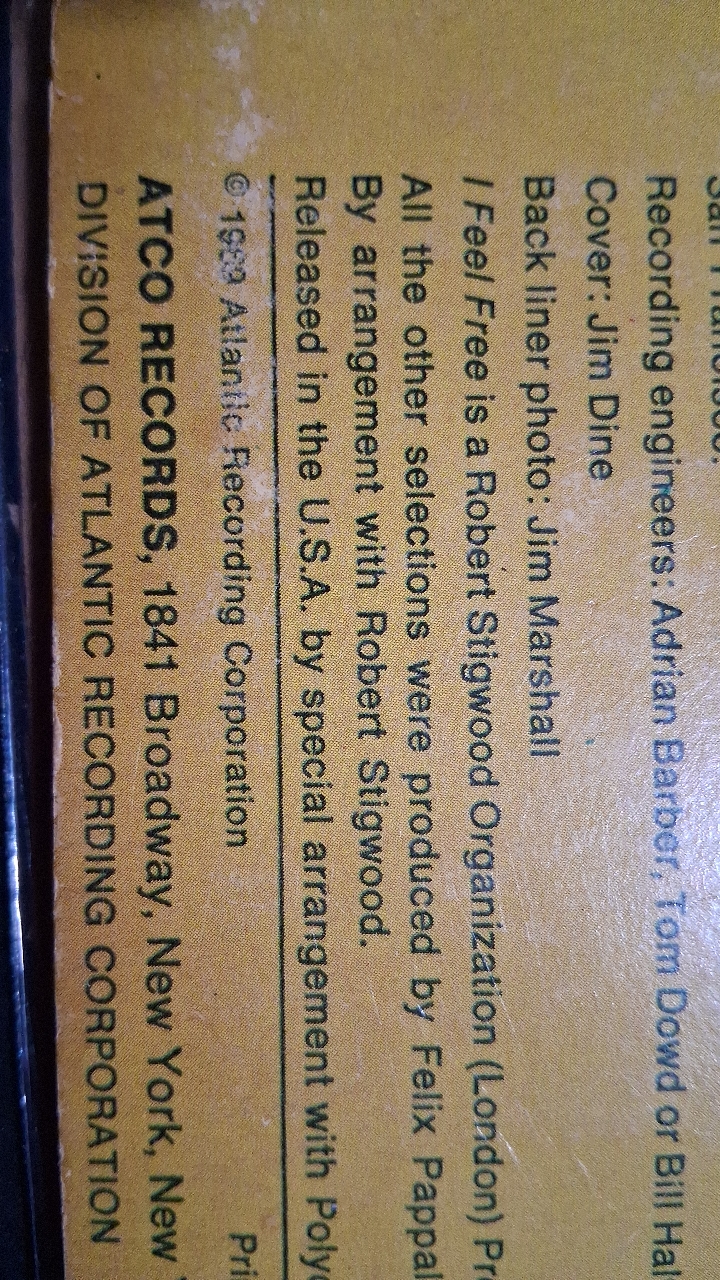 Recording engineers: Adrian Barber, Tom Dowd or Bill Hal
Cover: Jim Dine
Back liner photo: Jim Marshall
I Feel Free is a Robert Stigwood Organization (London) Pr
All the other selections were produced by Felix Pappal
By arrangement with Robert Stigwood.
Released in the U.S.A. by special arrangement with Poly
© 1969 Atlantic Recording Corporation Pri
ATCO RECORDS, 1841 Broadway, New York, New
DIVISION OF ATLANTIC RECORDING CORPORATION